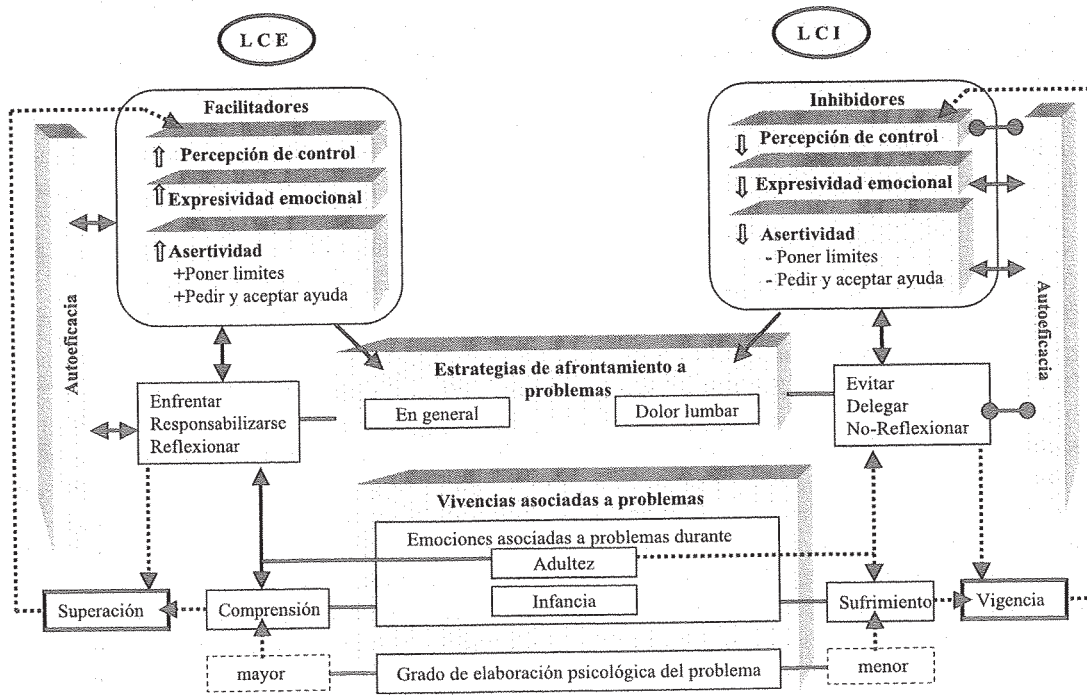 L C E
L C I
Facilitadores
Percepción de control
Expresividad emocional
Asertividad
+Poner limites
+Pedir y aceptar ayuda
Inhibidores
Percepción de control
Expresividad emocional
Asertividad
- Poner limites
- Pedir y aceptar ayuda
Autoeficacia
Autoeficacia
Estrategias de afrontamiento a
problemas
En general
Dolor lumbar
Enfrentar
Responsabilizarse
Reflexionar
Evitar
Delegar
No-Reflexionar
Vivencias asociadas a problemas
Emociones asociadas a problemas durante
Adultez
Infancia
Superación
Comprensión
Sufrimiento
Vigencia
mayor
Grado de elaboración psicológica del problema
menor